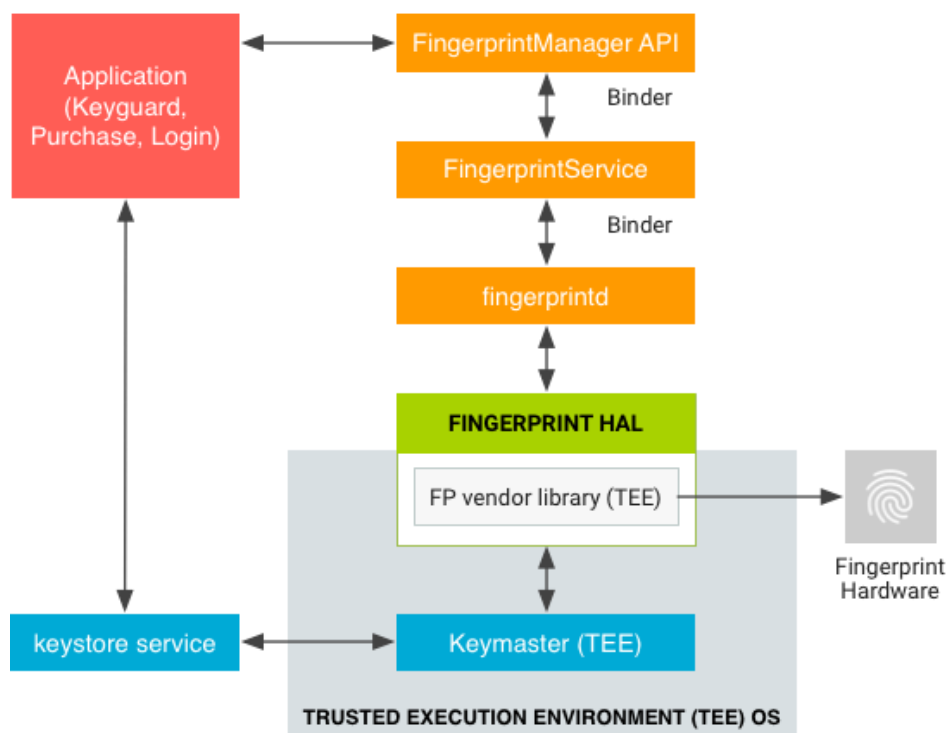 Application
(Keyguard,
Purchase, Login)
FingerprintManager API
Binder
FingerprintService
Binder
fingerprintd
FINGERPRINT HAL
FP vendor library (TEE)
Fingerprint
Hardware
keystore service
Keymaster (TEE)
TRUSTED EXECUTION ENVIRONMENT (TEE) OS